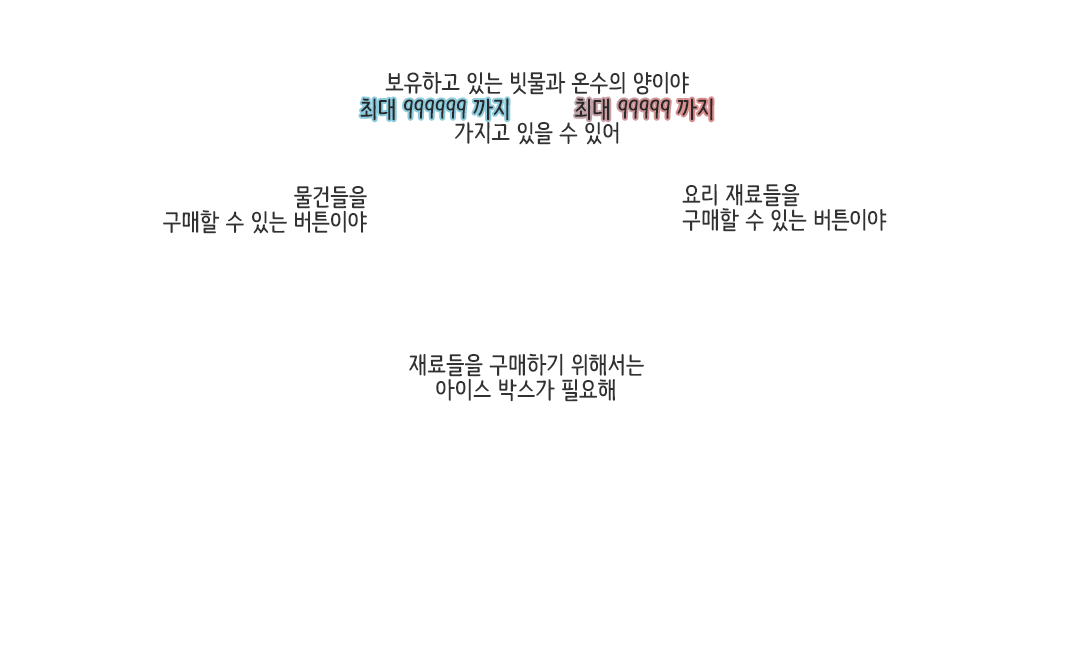 보유하고 있는 빗물과 온수의 양이야
최대 999999 까지 최대 99999 까지
가지고 있을 수 있어
물건들을
구매할 수 있는 버튼이야
요리 재료들을
구매할 수 있는 버튼이야
재료들을 구매하기 위해서는
아이스 박스가 필요해